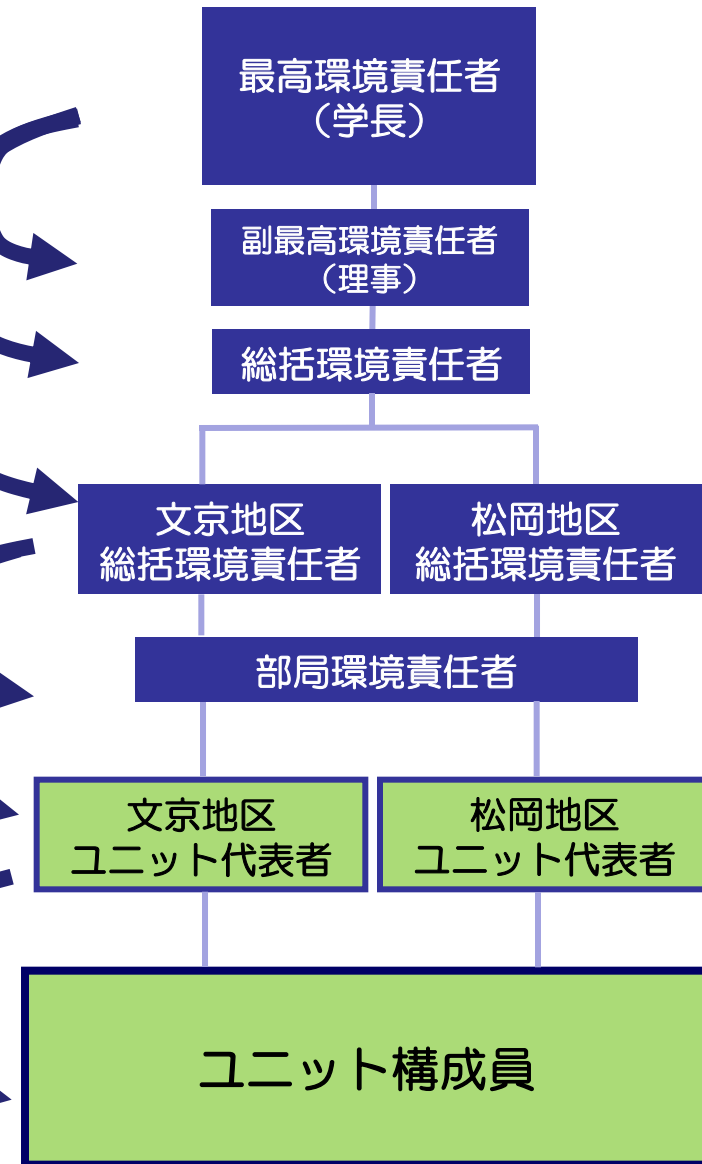 最高環境責任者
（学長）
副最高環境責任者
（理事）
総括環境責任者
文京地区
総括環境責任者
松岡地区
総括環境責任者
部局環境責任者
文京地区
ユニット代表者
松岡地区
ユニット代表者
ユニット構成員